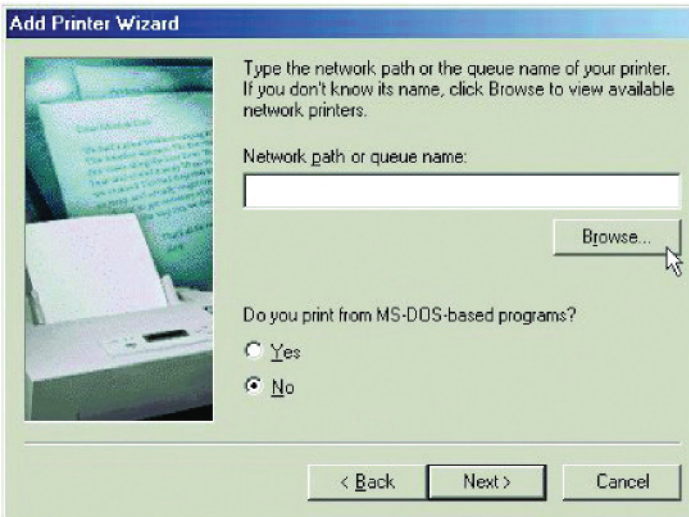 Add Printer Wizard
Type the network path or the queue name of your printer.
If you don't know its name, click Browse to view available
network printers.
Network path or queue name:
Browse...
Do you print from MS-DOS-based programs?
Yes
No
< Back
Next >
Cancel